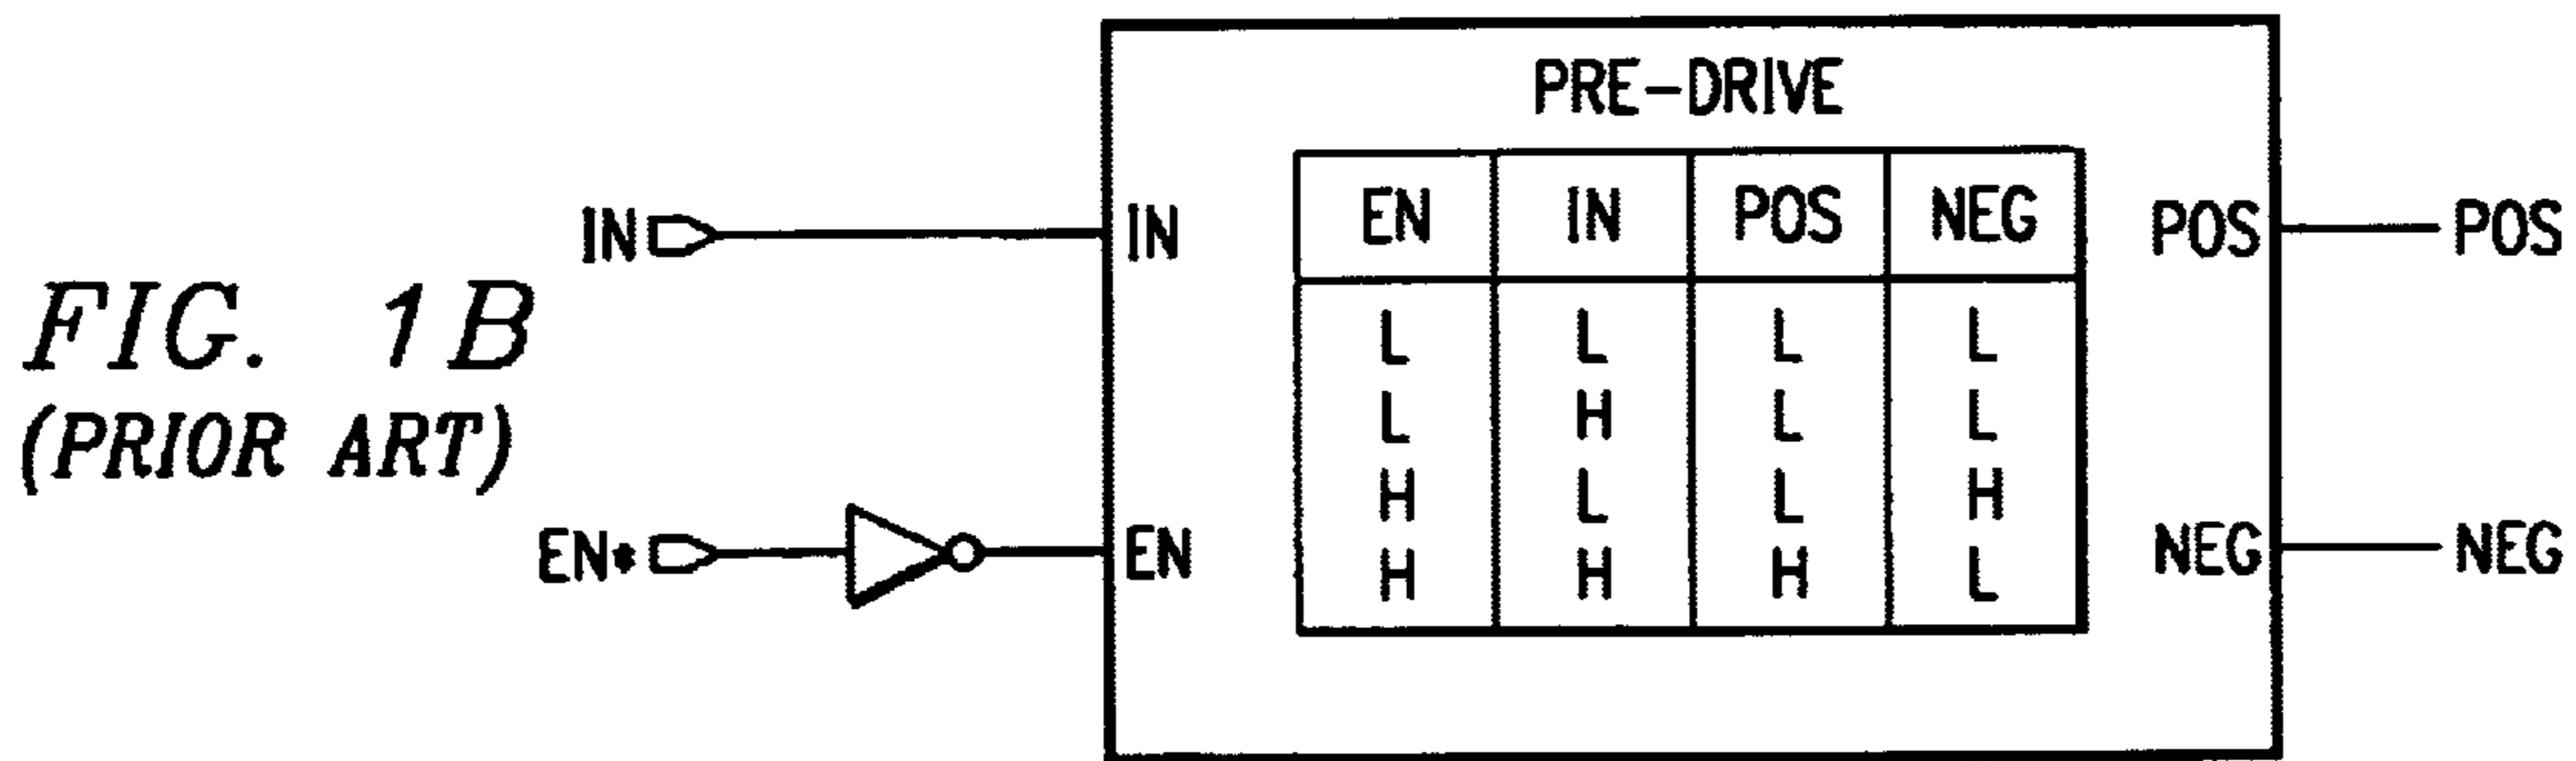 PRE-DRIVE
EN IN POS NEG
L L L L
L H L L
H L L H
H H H L
IN IN
EN* EN
POS POS
NEG NEG
FIG. 1B
(PRIOR ART)